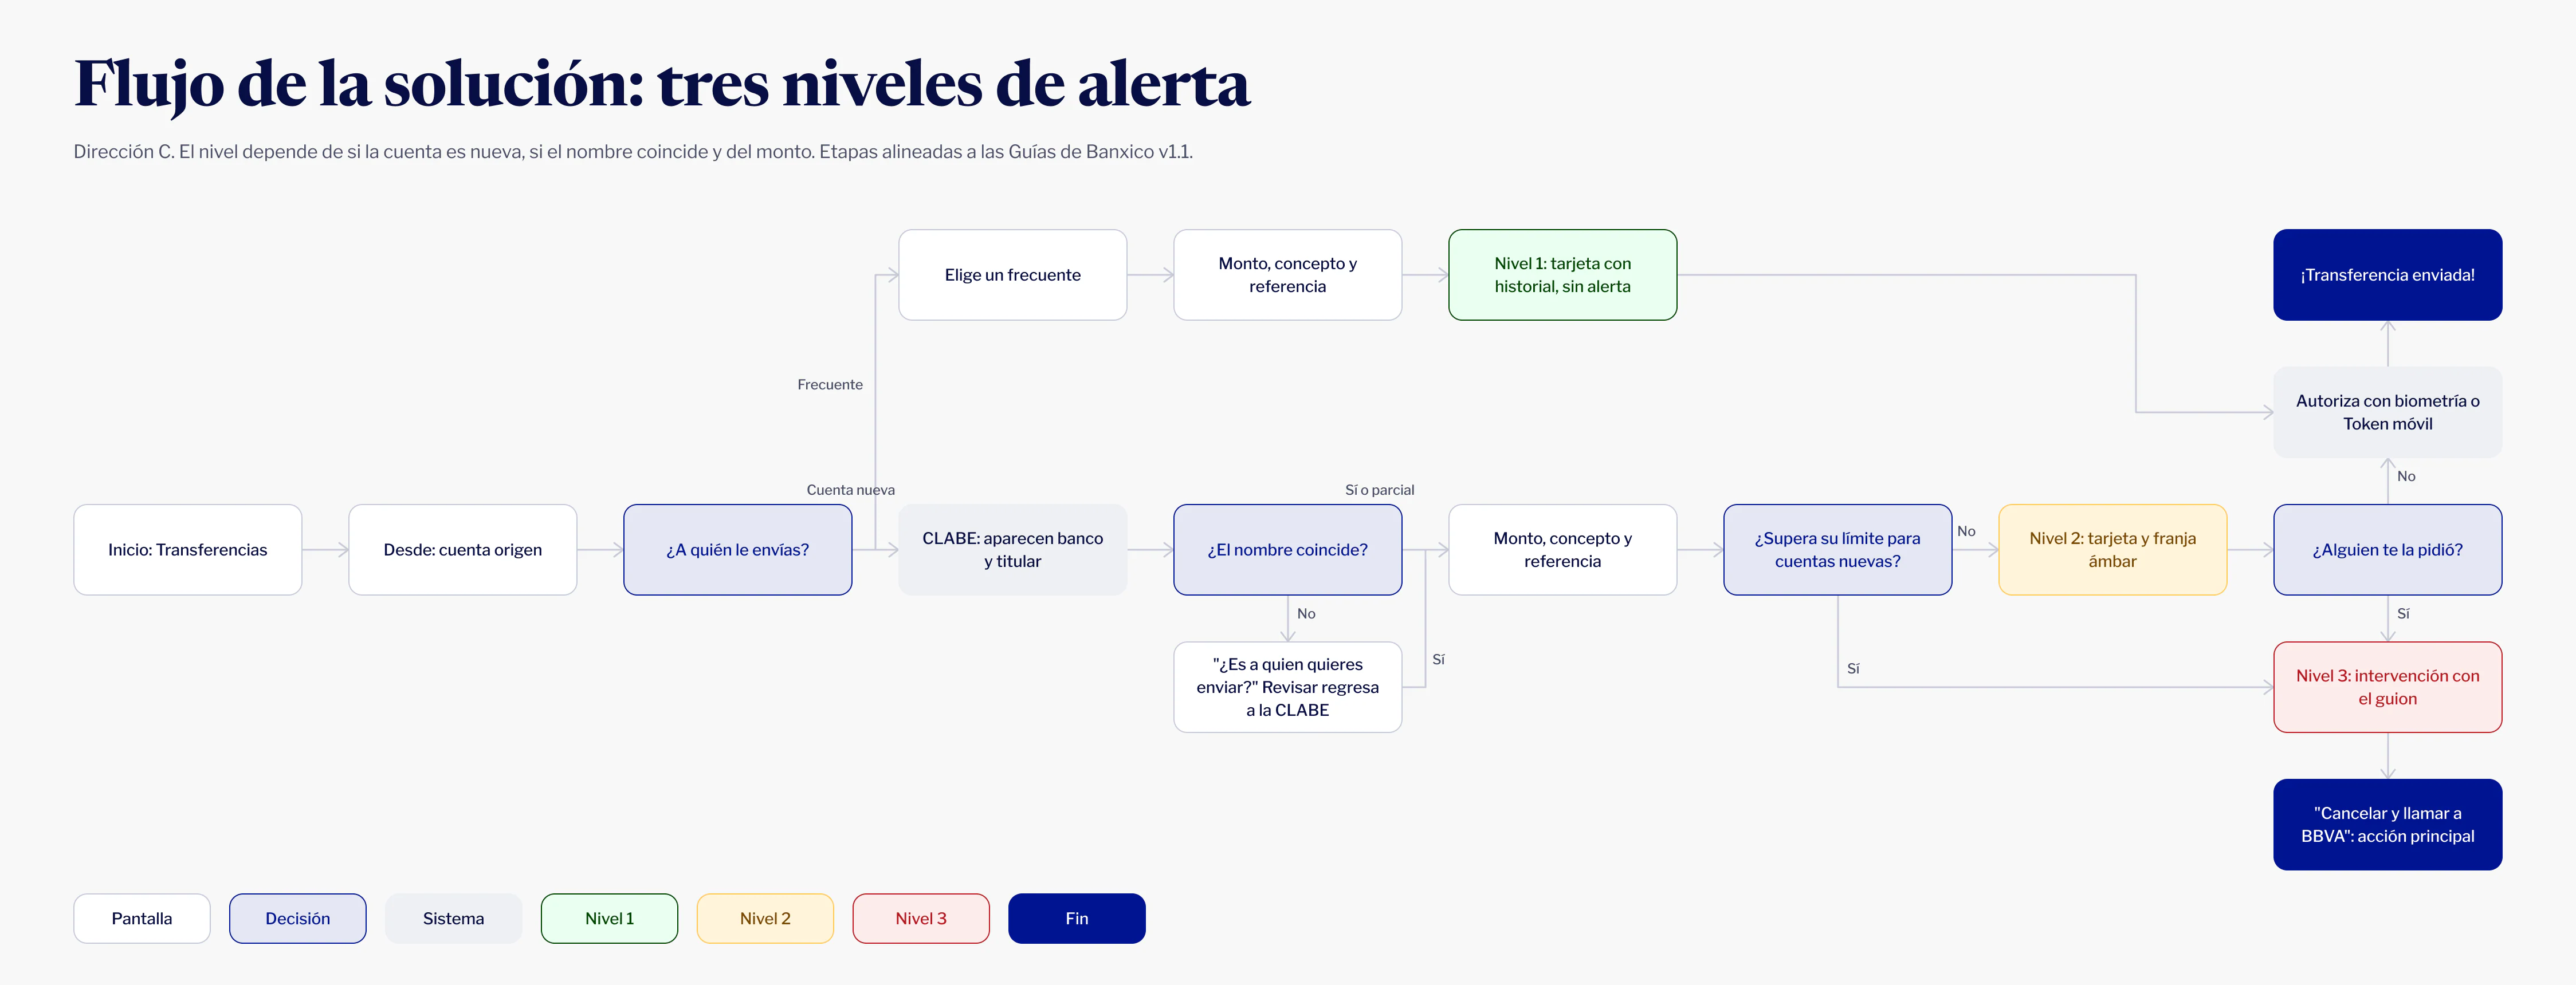 Flujo de la solución: tres niveles de alerta
Dirección C. El nivel depende de si la cuenta es nueva, si el nombre coincide y del monto. Etapas alineadas a las Guías de Banxico v1.1.
Elige un frecuente
Monto, concepto y
referencia
Nivel 1: tarjeta con
historial, sin alerta
¡Transferencia enviada!
Frecuente
Autoriza con biometría o
Token móvil
Cuenta nueva
Sí o parcial
No
Inicio: Transferencias
Desde: cuenta origen
¿A quién le envías?
CLABE: aparecen banco
y titular
¿El nombre coincide?
Monto, concepto y
referencia
¿Supera su límite para
cuentas nuevas?
No
Nivel 2: tarjeta y franja
ámbar
¿Alguien te la pidió?
No
Sí
"¿Es a quien quieres
enviar?" Revisar regresa
a la CLABE
Sí
Sí
Nivel 3: intervención con
el guion
"Cancelar y llamar a
BBVA": acción principal
Pantalla
Decisión
Sistema
Nivel 1
Nivel 2
Nivel 3
Fin